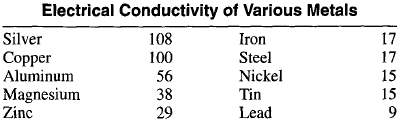 Electrical Conductivity of Various Metals
Silver 108 Iron 17
Copper 100 Steel 17
Aluminum 56 Nickel 15
Magnesium 38 Tin 15
Zinc 29 Lead 9